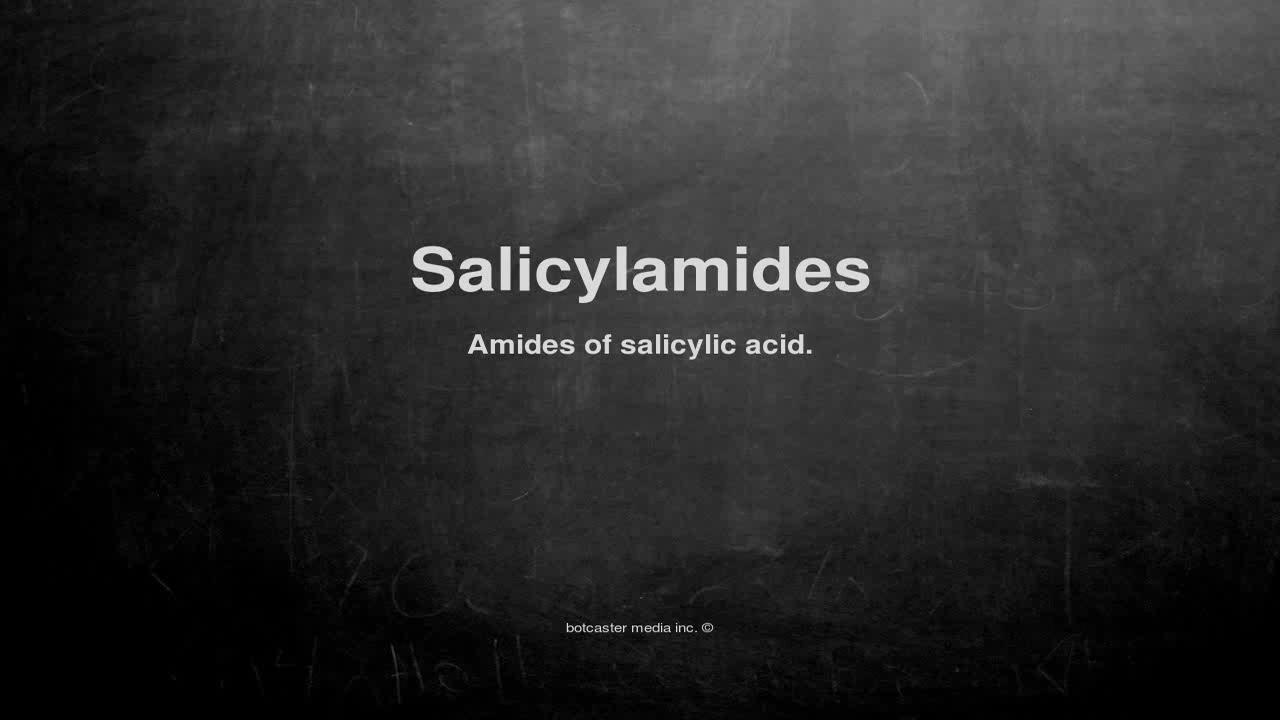 Salicylamides
Amides of salicylic acid.
botcaster media inc. ©